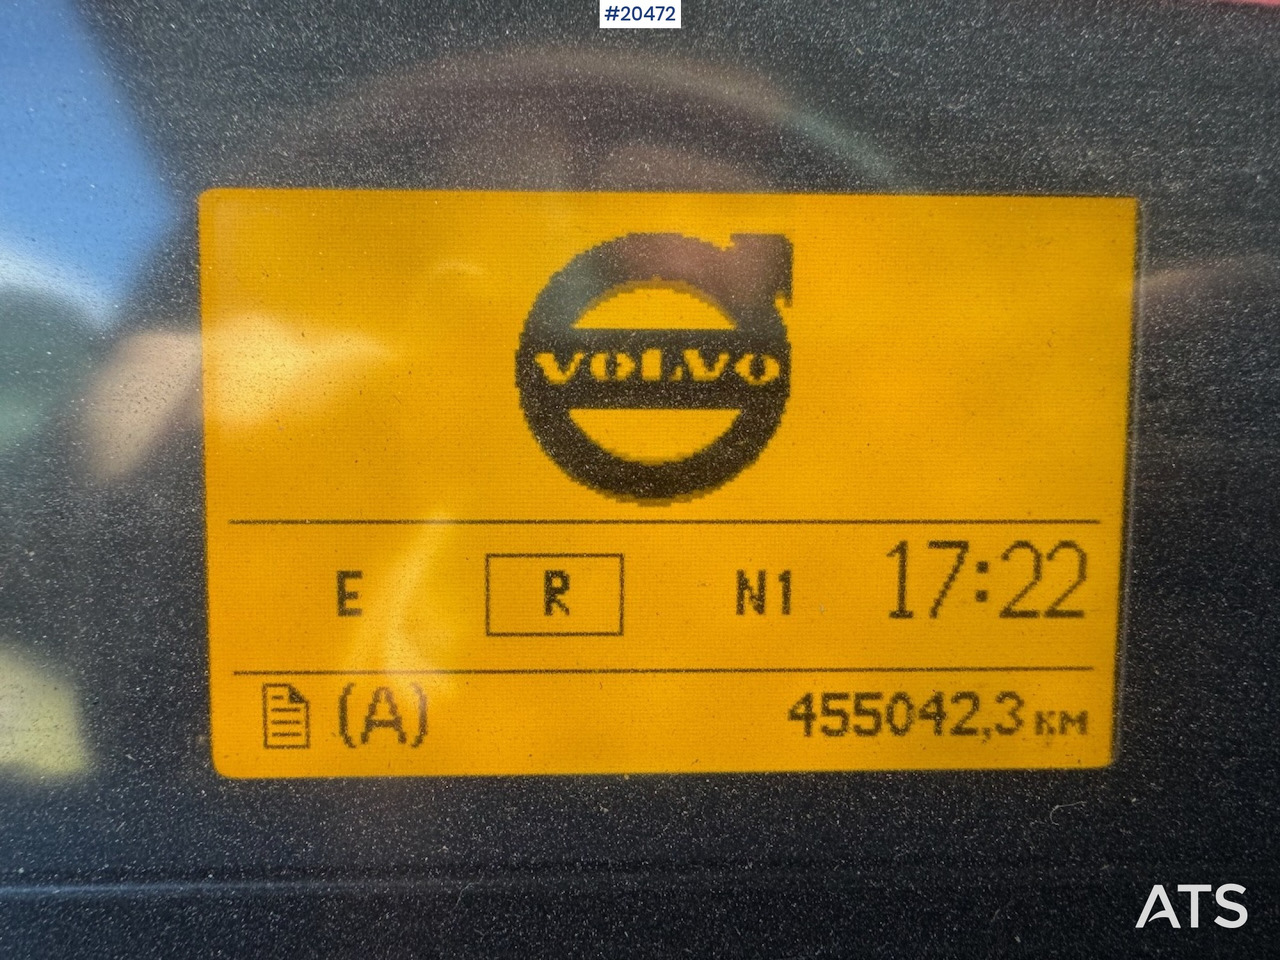 #20472
VOLVO
E R N1 17:22
(A) 455042,3 км
ATS